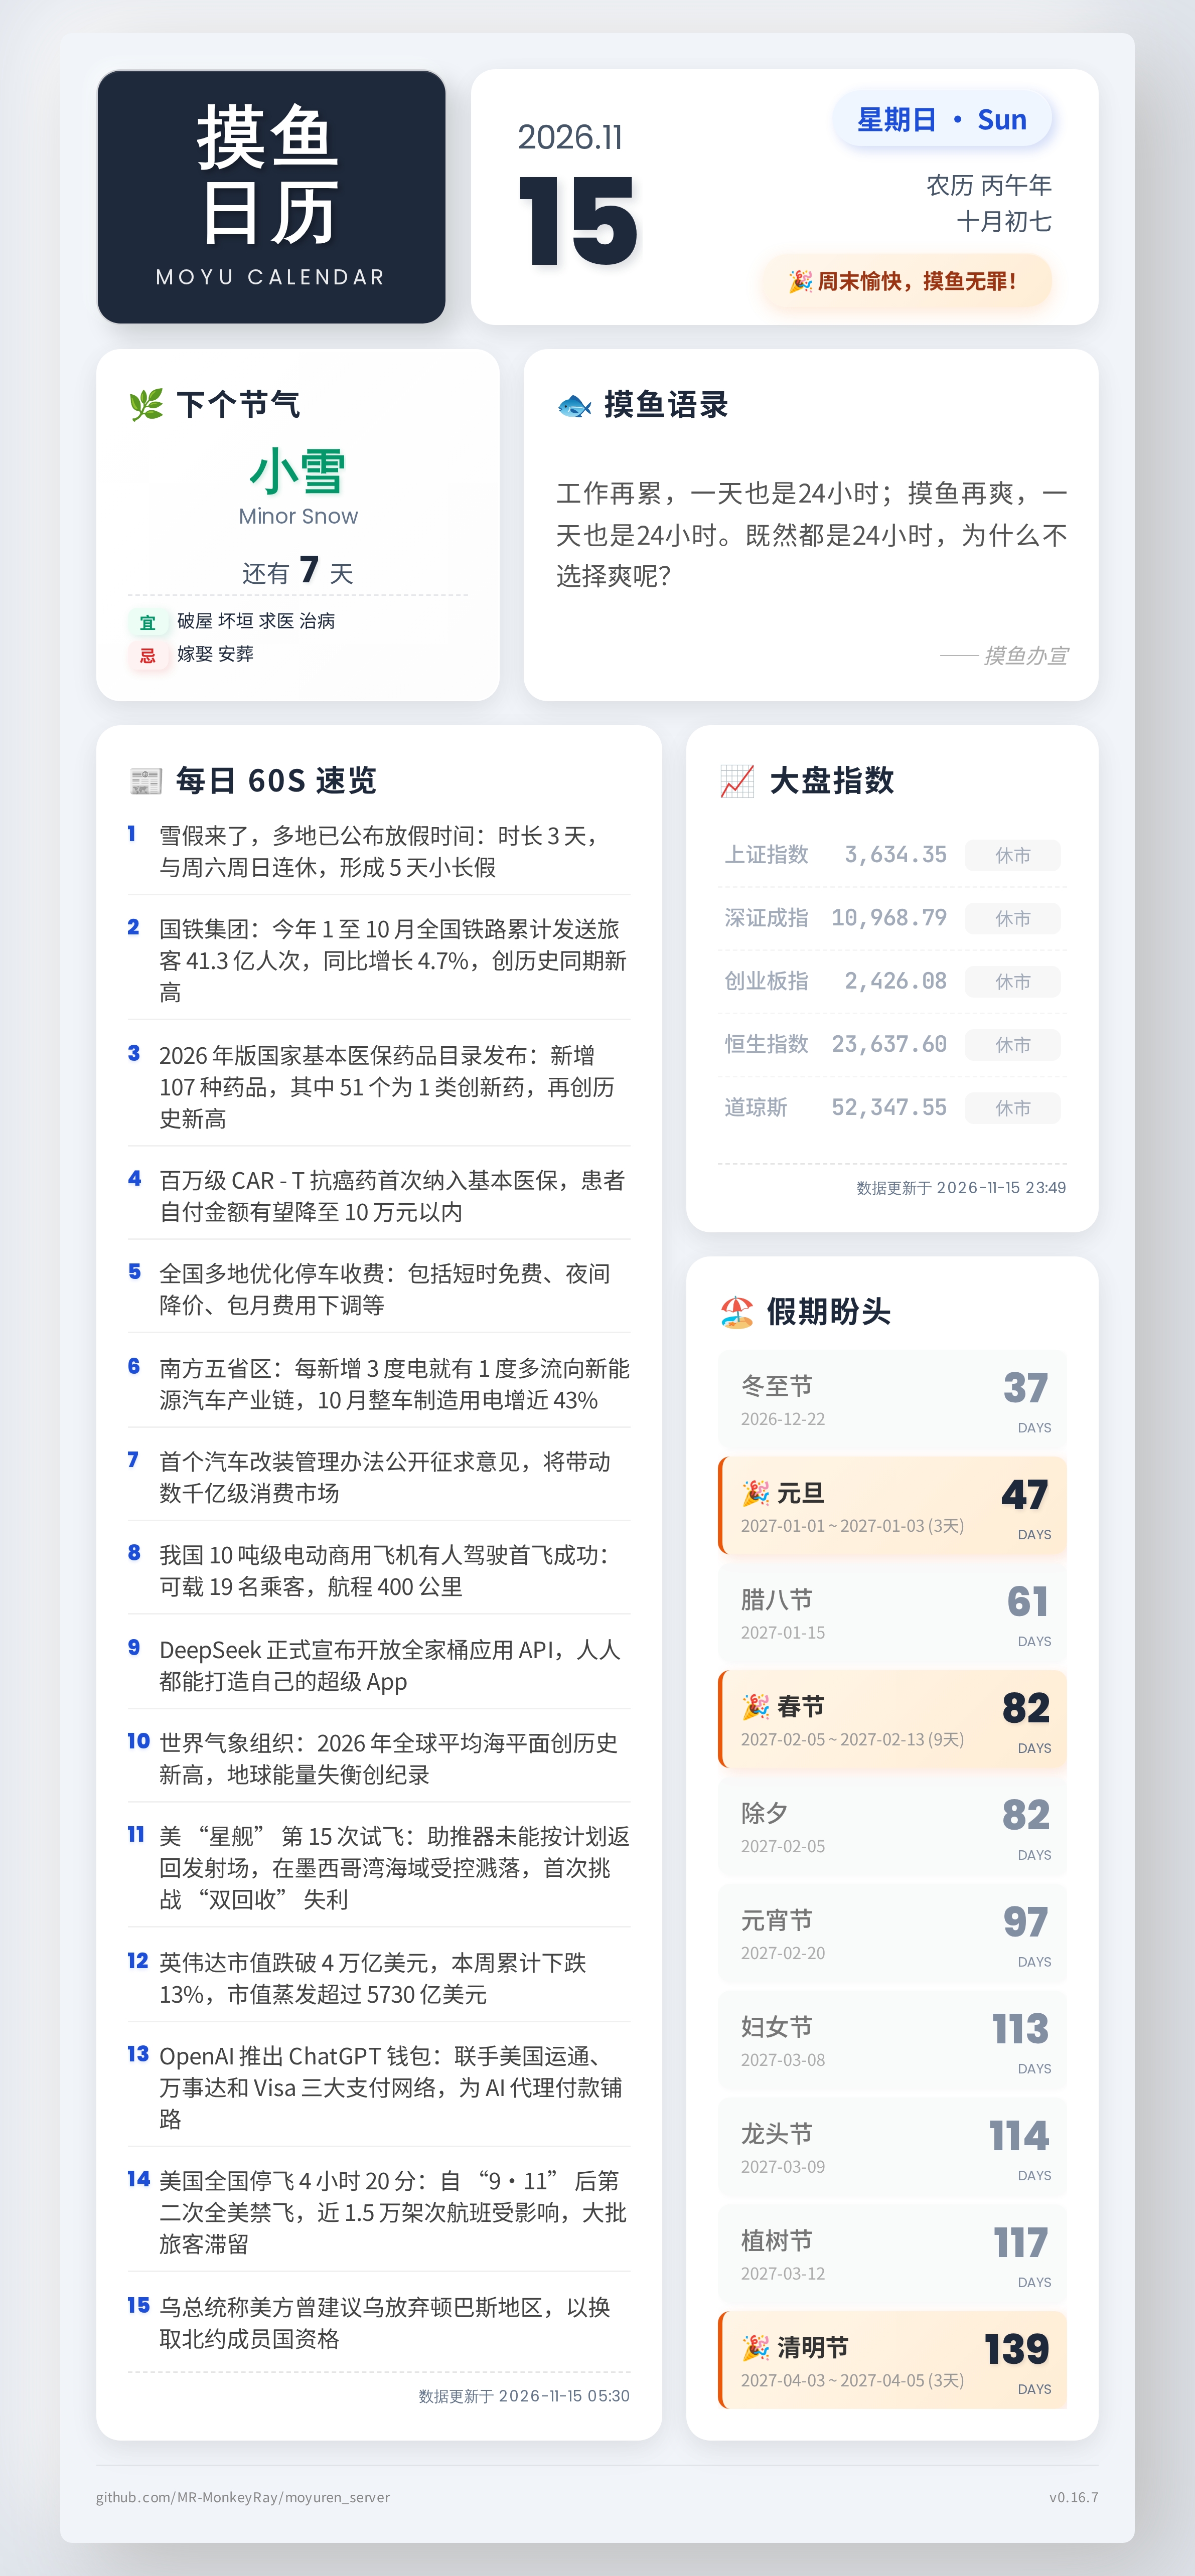 摸鱼
日历
MOYU CALENDAR
2026.11
15
星期日 • Sun
农历 丙午年
十月初七
🎉 周末愉快，摸鱼无罪！
🌿 下个节气
小雪
Minor Snow
还有 7 天
宜 破屋 坏垣 求医 治病
忌 嫁娶 安葬
🐟 摸鱼语录
工作再累，一天也是24小时；摸鱼再爽，一
天也是24小时。既然都是24小时，为什么不
选择爽呢？
—— 摸鱼办宣
📰 每日 60S 速览
1 雪假来了，多地已公布放假时间：时长 3 天，
与周六周日连休，形成 5 天小长假
2 国铁集团：今年 1 至 10 月全国铁路累计发送旅
客 41.3 亿人次，同比增长 4.7%，创历史同期新
高
3 2026 年版国家基本医保药品目录发布：新增
107 种药品，其中 51 个为 1 类创新药，再创历
史新高
4 百万级 CAR - T 抗癌药首次纳入基本医保，患者
自付金额有望降至 10 万元以内
5 全国多地优化停车收费：包括短时免费、夜间
降价、包月费用下调等
6 南方五省区：每新增 3 度电就有 1 度多流向新能
源汽车产业链，10 月整车制造用电增近 43%
7 首个汽车改装管理办法公开征求意见，将带动
数千亿级消费市场
8 我国 10 吨级电动商用飞机有人驾驶首飞成功：
可载 19 名乘客，航程 400 公里
9 DeepSeek 正式宣布开放全家桶应用 API，人人
都能打造自己的超级 App
10 世界气象组织：2026 年全球平均海平面创历史
新高，地球能量失衡创纪录
11 美 “星舰” 第 15 次试飞：助推器未能按计划返
回发射场，在墨西哥湾海域受控溅落，首次挑
战 “双回收” 失利
12 英伟达市值跌破 4 万亿美元，本周累计下跌
13%，市值蒸发超过 5730 亿美元
13 OpenAI 推出 ChatGPT 钱包：联手美国运通、
万事达和 Visa 三大支付网络，为 AI 代理付款铺
路
14 美国全国停飞 4 小时 20 分：自 “9・11” 后第
二次全美禁飞，近 1.5 万架次航班受影响，大批
旅客滞留
15 乌总统称美方曾建议乌放弃顿巴斯地区，以换
取北约成员国资格
数据更新于 2026-11-15 05:30
📈 大盘指数
上证指数 3,634.35 休市
深证成指 10,968.79 休市
创业板指 2,426.08 休市
恒生指数 23,637.60 休市
道琼斯 52,347.55 休市
数据更新于 2026-11-15 23:49
🏖️ 假期盼头
冬至节 37
2026-12-22 DAYS
🎉 元旦 47
2027-01-01 ~ 2027-01-03 (3天) DAYS
腊八节 61
2027-01-15 DAYS
🎉 春节 82
2027-02-05 ~ 2027-02-13 (9天) DAYS
除夕 82
2027-02-05 DAYS
元宵节 97
2027-02-20 DAYS
妇女节 113
2027-03-08 DAYS
龙头节 114
2027-03-09 DAYS
植树节 117
2027-03-12 DAYS
🎉 清明节 139
2027-04-03 ~ 2027-04-05 (3天) DAYS
github.com/MR-MonkeyRay/moyuren_server
v0.16.7